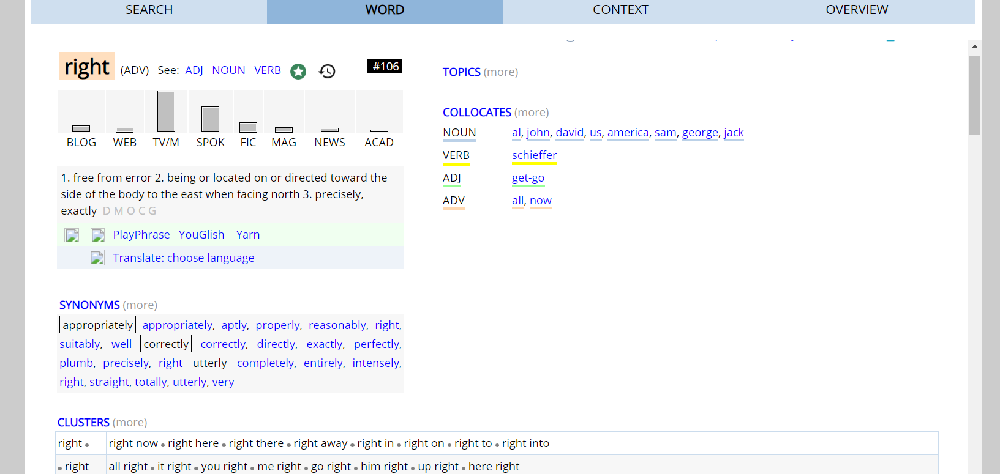 SEARCH WORD CONTEXT OVERVIEW
right (ADV) See: ADJ NOUN VERB #106
BLOG WEB TV/M SPOK FIC MAG NEWS ACAD
1. free from error 2. being or located on or directed toward the
side of the body to the east when facing north 3. precisely,
exactly D M O C G
PlayPhrase YouGlish Yarn
Translate: choose language
SYNONYMS (more)
appropriately appropriately, aptly, properly, reasonably, right,
suitably, well correctly correctly, directly, exactly, perfectly,
plumb, precisely, right utterly completely, entirely, intensely,
right, straight, totally, utterly, very
TOPICS (more)
COLLOCATES (more)
NOUN al, john, david, us, america, sam, george, jack
VERB schieffer
ADJ get-go
ADV all, now
CLUSTERS (more)
right • right now • right here • right there • right away • right in • right on • right to • right into
• right all right • it right • you right • me right • go right • him right • up right • here right